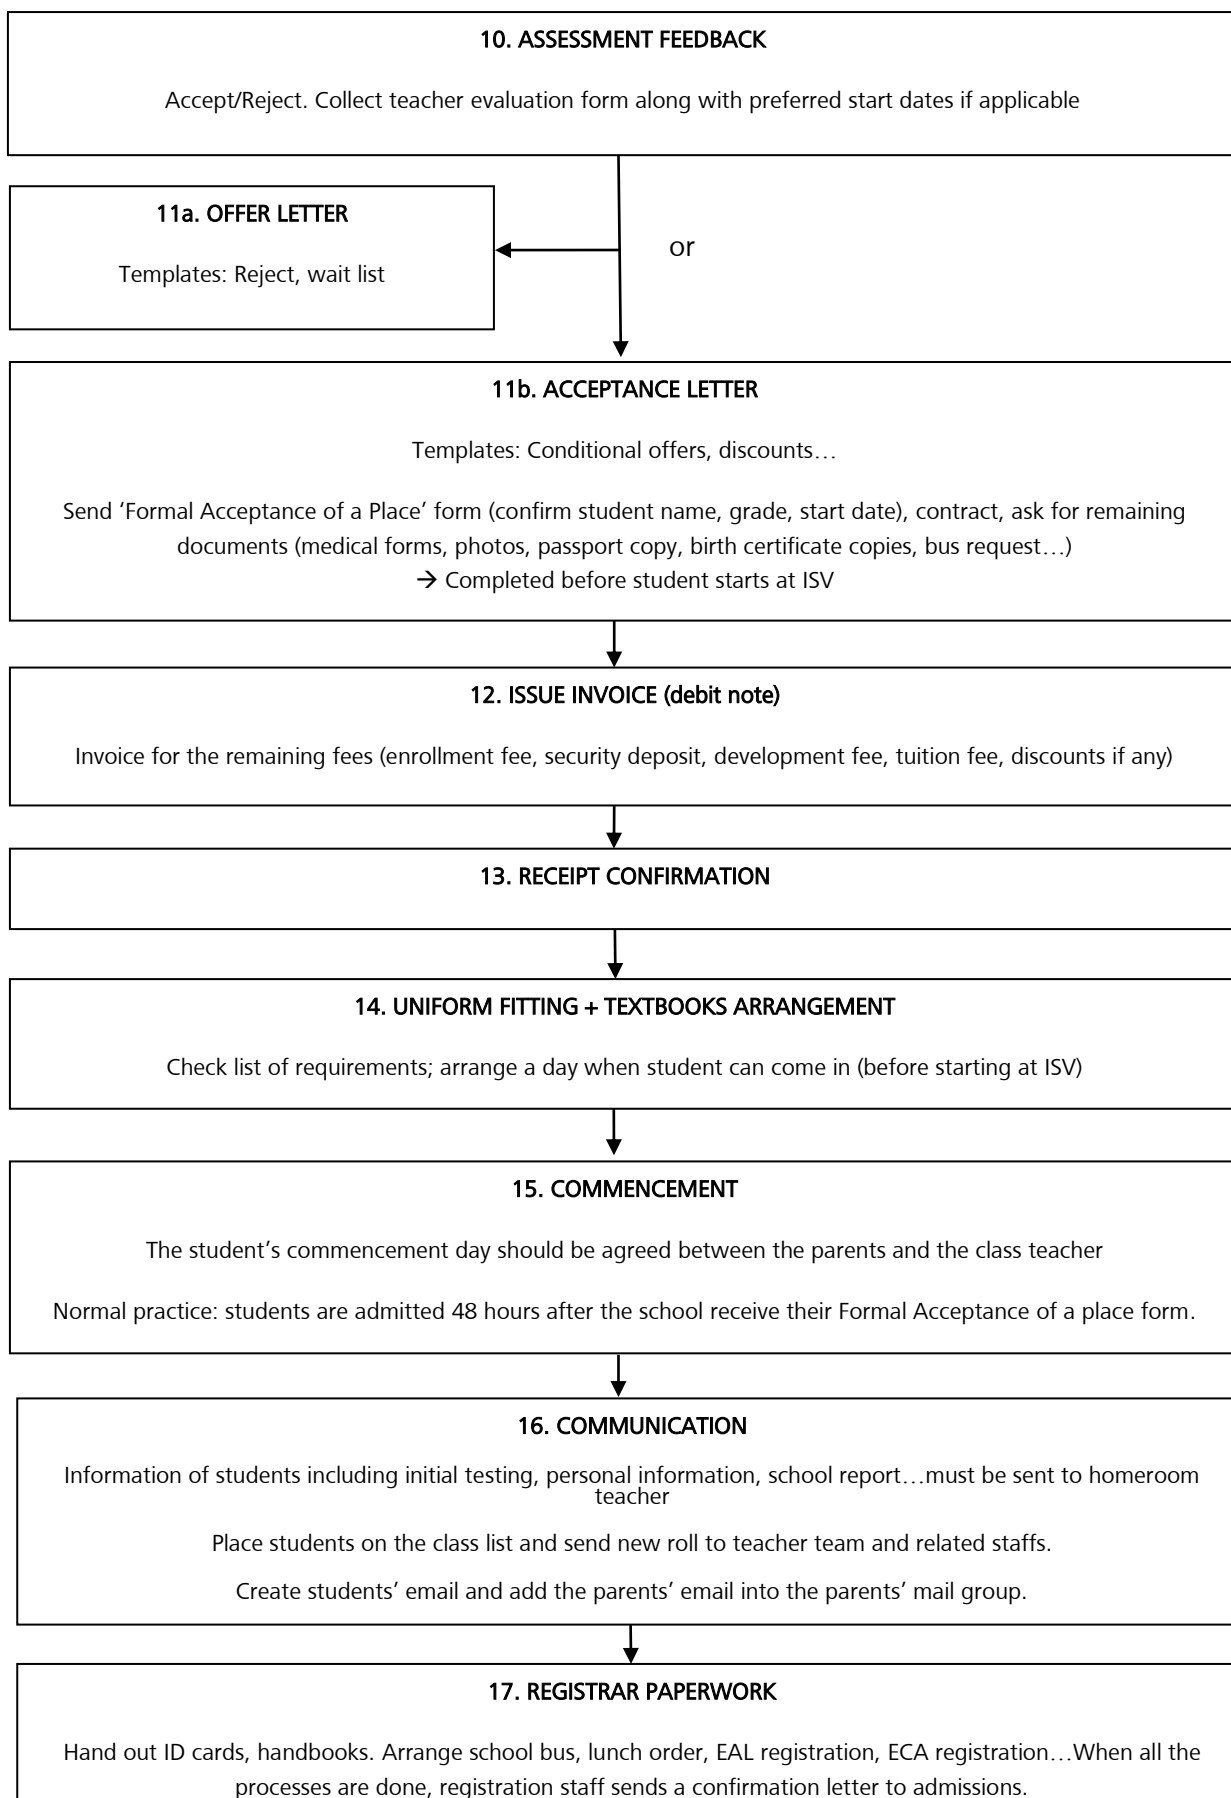 10. ASSESSMENT FEEDBACK
Accept/Reject. Collect teacher evaluation form along with preferred start dates if applicable
11a. OFFER LETTER
Templates: Reject, wait list
or
11b. ACCEPTANCE LETTER
Templates: Conditional offers, discounts…
Send ‘Formal Acceptance of a Place’ form (confirm student name, grade, start date), contract, ask for remaining
documents (medical forms, photos, passport copy, birth certificate copies, bus request…)
→ Completed before student starts at ISV
12. ISSUE INVOICE (debit note)
Invoice for the remaining fees (enrollment fee, security deposit, development fee, tuition fee, discounts if any)
13. RECEIPT CONFIRMATION
14. UNIFORM FITTING + TEXTBOOKS ARRANGEMENT
Check list of requirements; arrange a day when student can come in (before starting at ISV)
15. COMMENCEMENT
The student’s commencement day should be agreed between the parents and the class teacher
Normal practice: students are admitted 48 hours after the school receive their Formal Acceptance of a place form.
16. COMMUNICATION
Information of students including initial testing, personal information, school report…must be sent to homeroom
teacher
Place students on the class list and send new roll to teacher team and related staffs.
Create students’ email and add the parents’ email into the parents’ mail group.
17. REGISTRAR PAPERWORK
Hand out ID cards, handbooks. Arrange school bus, lunch order, EAL registration, ECA registration…When all the
processes are done, registration staff sends a confirmation letter to admissions.